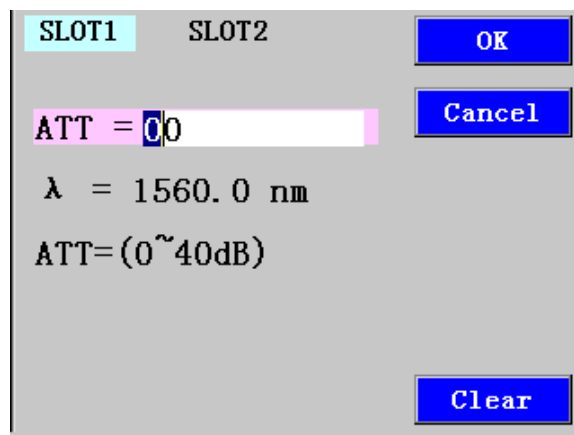 SLOT1 SLOT2 OK
Cancel
ATT = 00
λ = 1560.0 nm
ATT=(0~40dB)
Clear